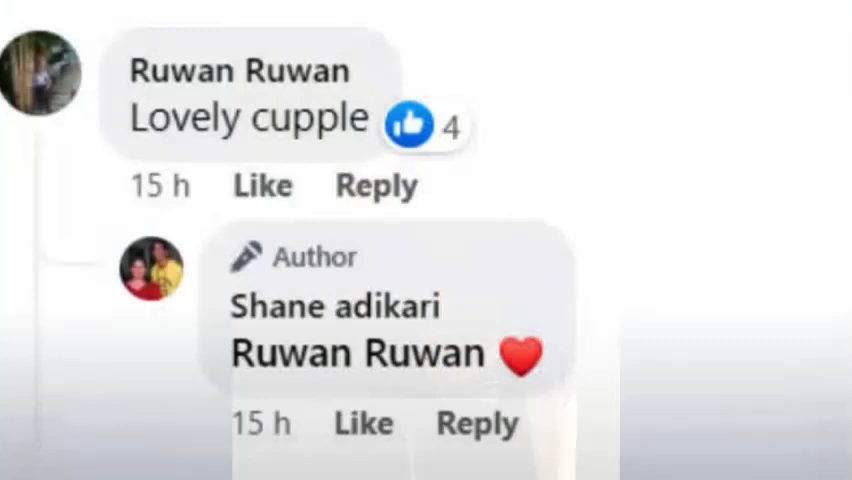 Ruwan Ruwan
Lovely cupple
4
15 h Like Reply
Author
Shane adikari
Ruwan Ruwan
15 h Like Reply